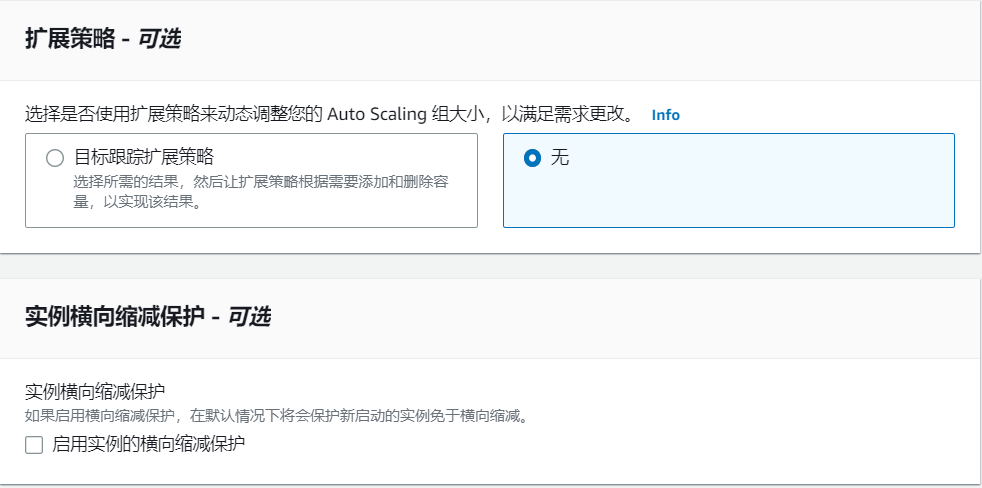 扩展策略 - 可选
选择是否使用扩展策略来动态调整您的 Auto Scaling 组大小，以满足需求更改。 Info
目标跟踪扩展策略
选择所需的结果，然后让扩展策略根据需要添加和删除容
量，以实现该结果。
无
实例横向缩减保护 - 可选
实例横向缩减保护
如果启用横向缩减保护，在默认情况下将会保护新启动的实例免于横向缩减。
启用实例的横向缩减保护